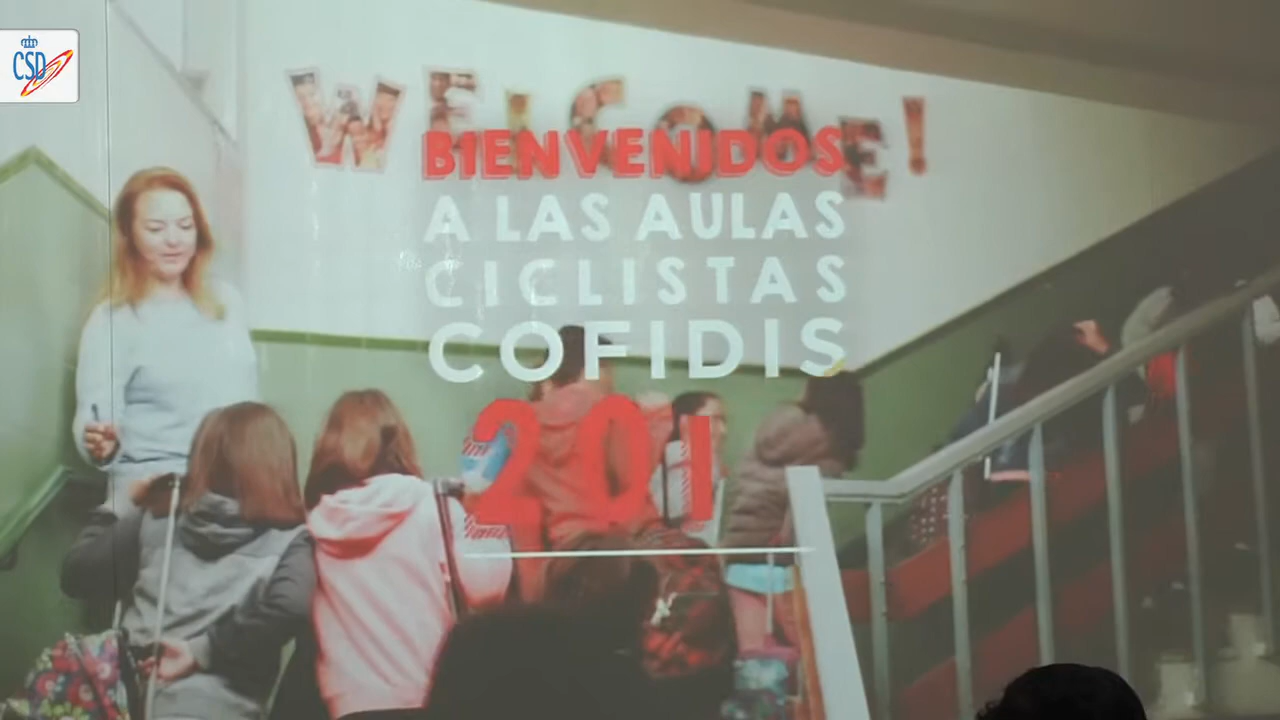 CSD
WELCOME!
BIENVENIDOS
A LAS AULAS
CICLISTAS
COFIDIS
201